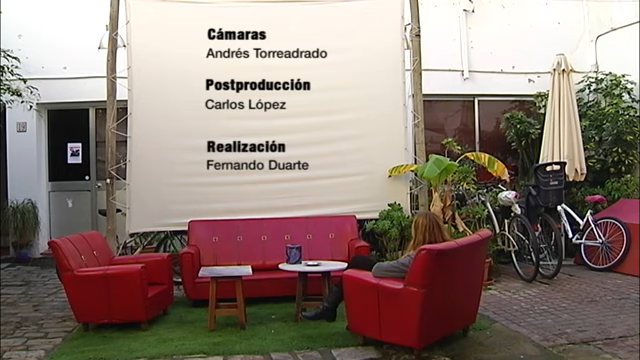 Cámaras
Andrés Torreadrado
Postproducción
Carlos López
Realización
Fernando Duarte